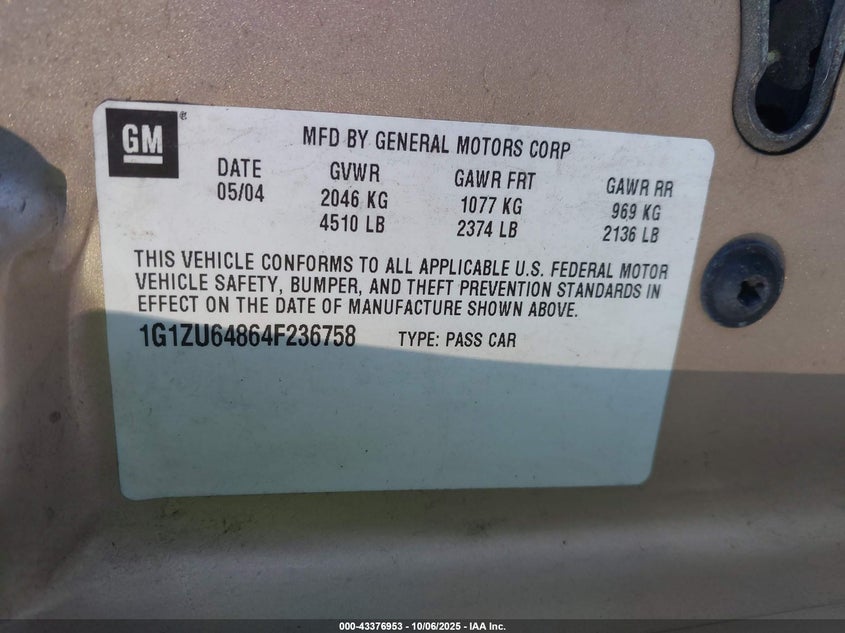 GM®
MFD BY GENERAL MOTORS CORP
DATE GVWR GAWR FRT GAWR RR
05/04 2046 KG 1077 KG 969 KG
4510 LB 2374 LB 2136 LB
THIS VEHICLE CONFORMS TO ALL APPLICABLE U.S. FEDERAL MOTOR
VEHICLE SAFETY, BUMPER, AND THEFT PREVENTION STANDARDS IN
EFFECT ON THE DATE OF MANUFACTURE SHOWN ABOVE.
1G1ZU64864F236758 TYPE: PASS CAR
000-43376953 - 10/06/2025 - IAA Inc.